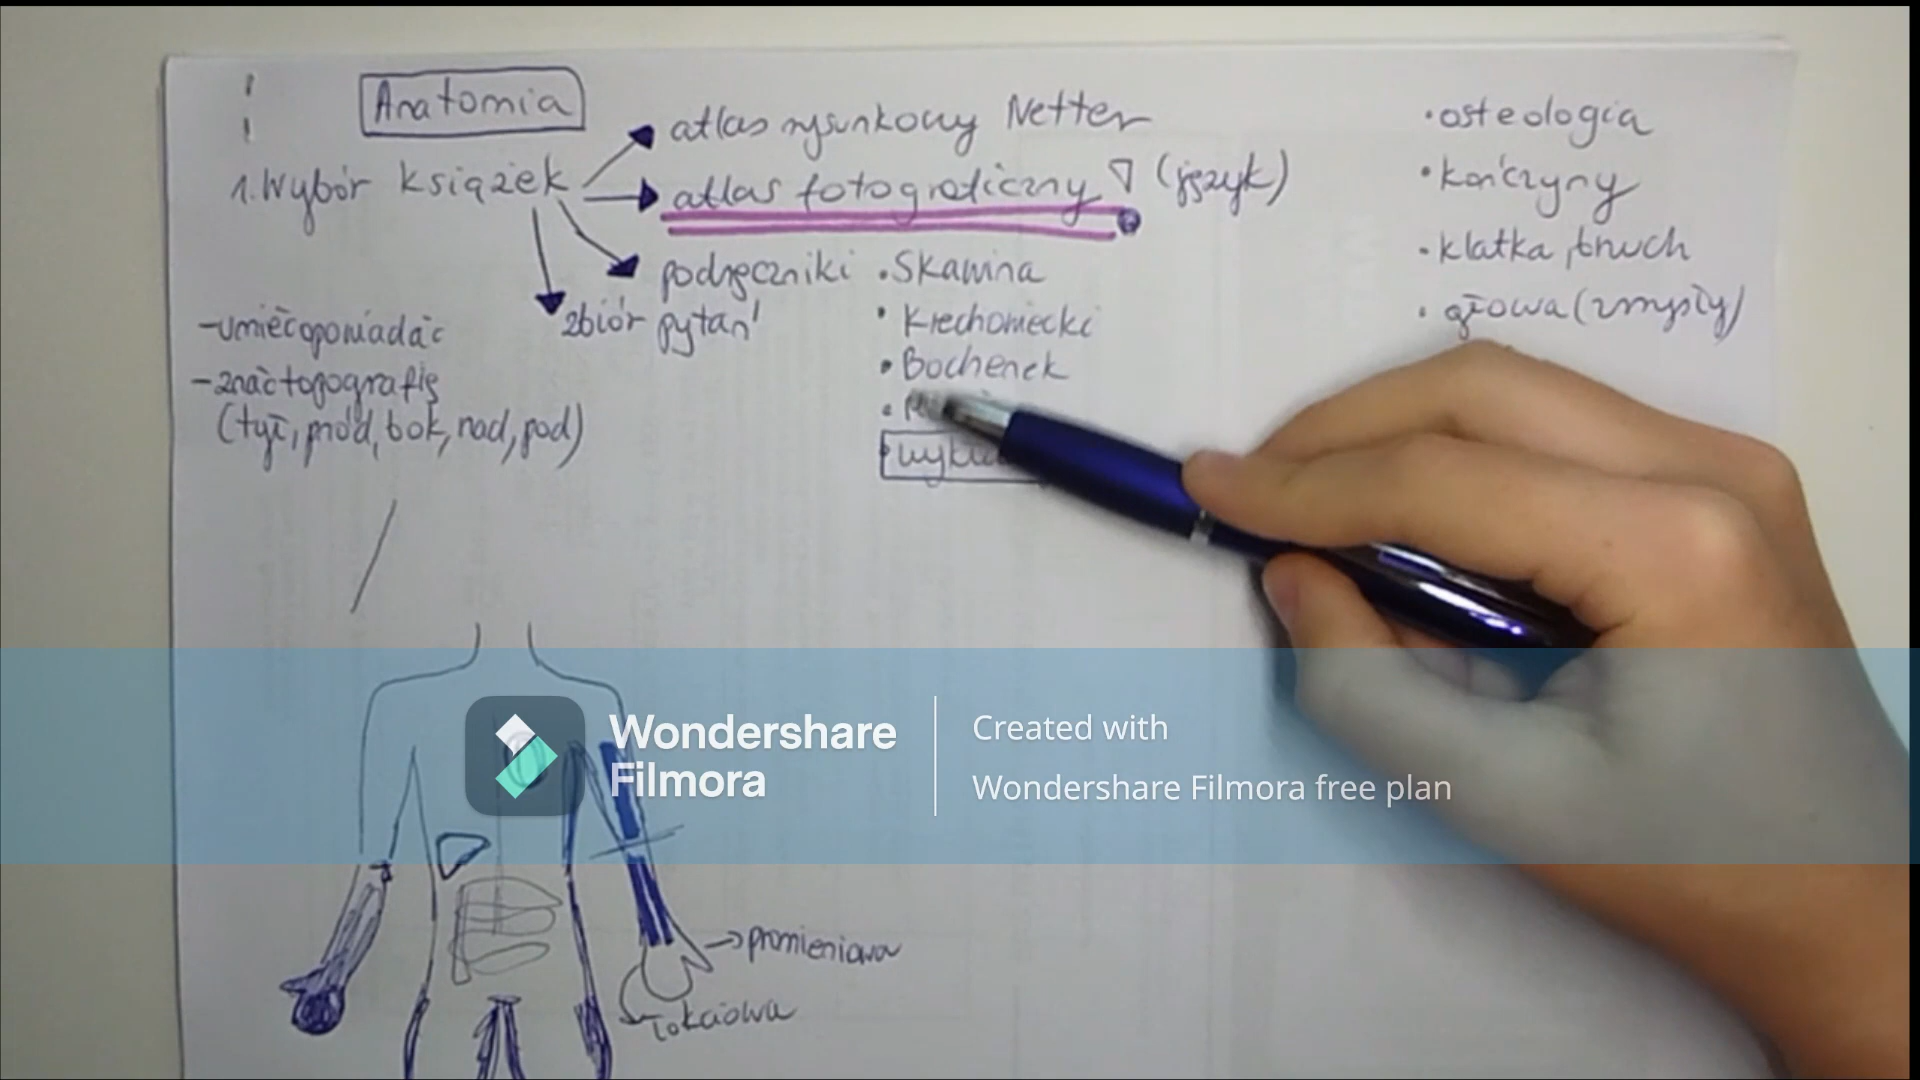 Anatomia
1. Wybór książek
atlas rysunkowy Netter
atlas fotograficzny (język)
podręczniki
• Skawina
• Krechowiecki
• Bochenek
zbiór pytań
- umieć opowiadać
- znać topografię
(tył, przód, bok, nad, pod)
• osteologia
• kończyny
• klatka, brzuch
• głowa (zmysły)
Wondershare
Filmora
Created with
Wondershare Filmora free plan
promieniowa
łokciowa